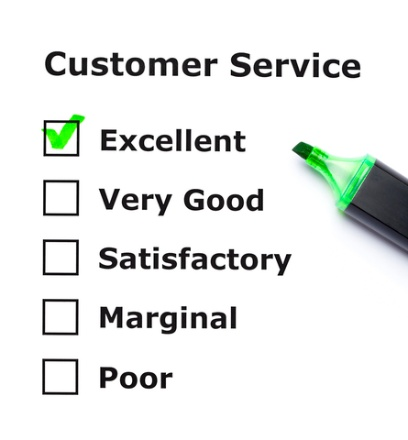 Customer Service
Excellent
Very Good
Satisfactory
Marginal
Poor